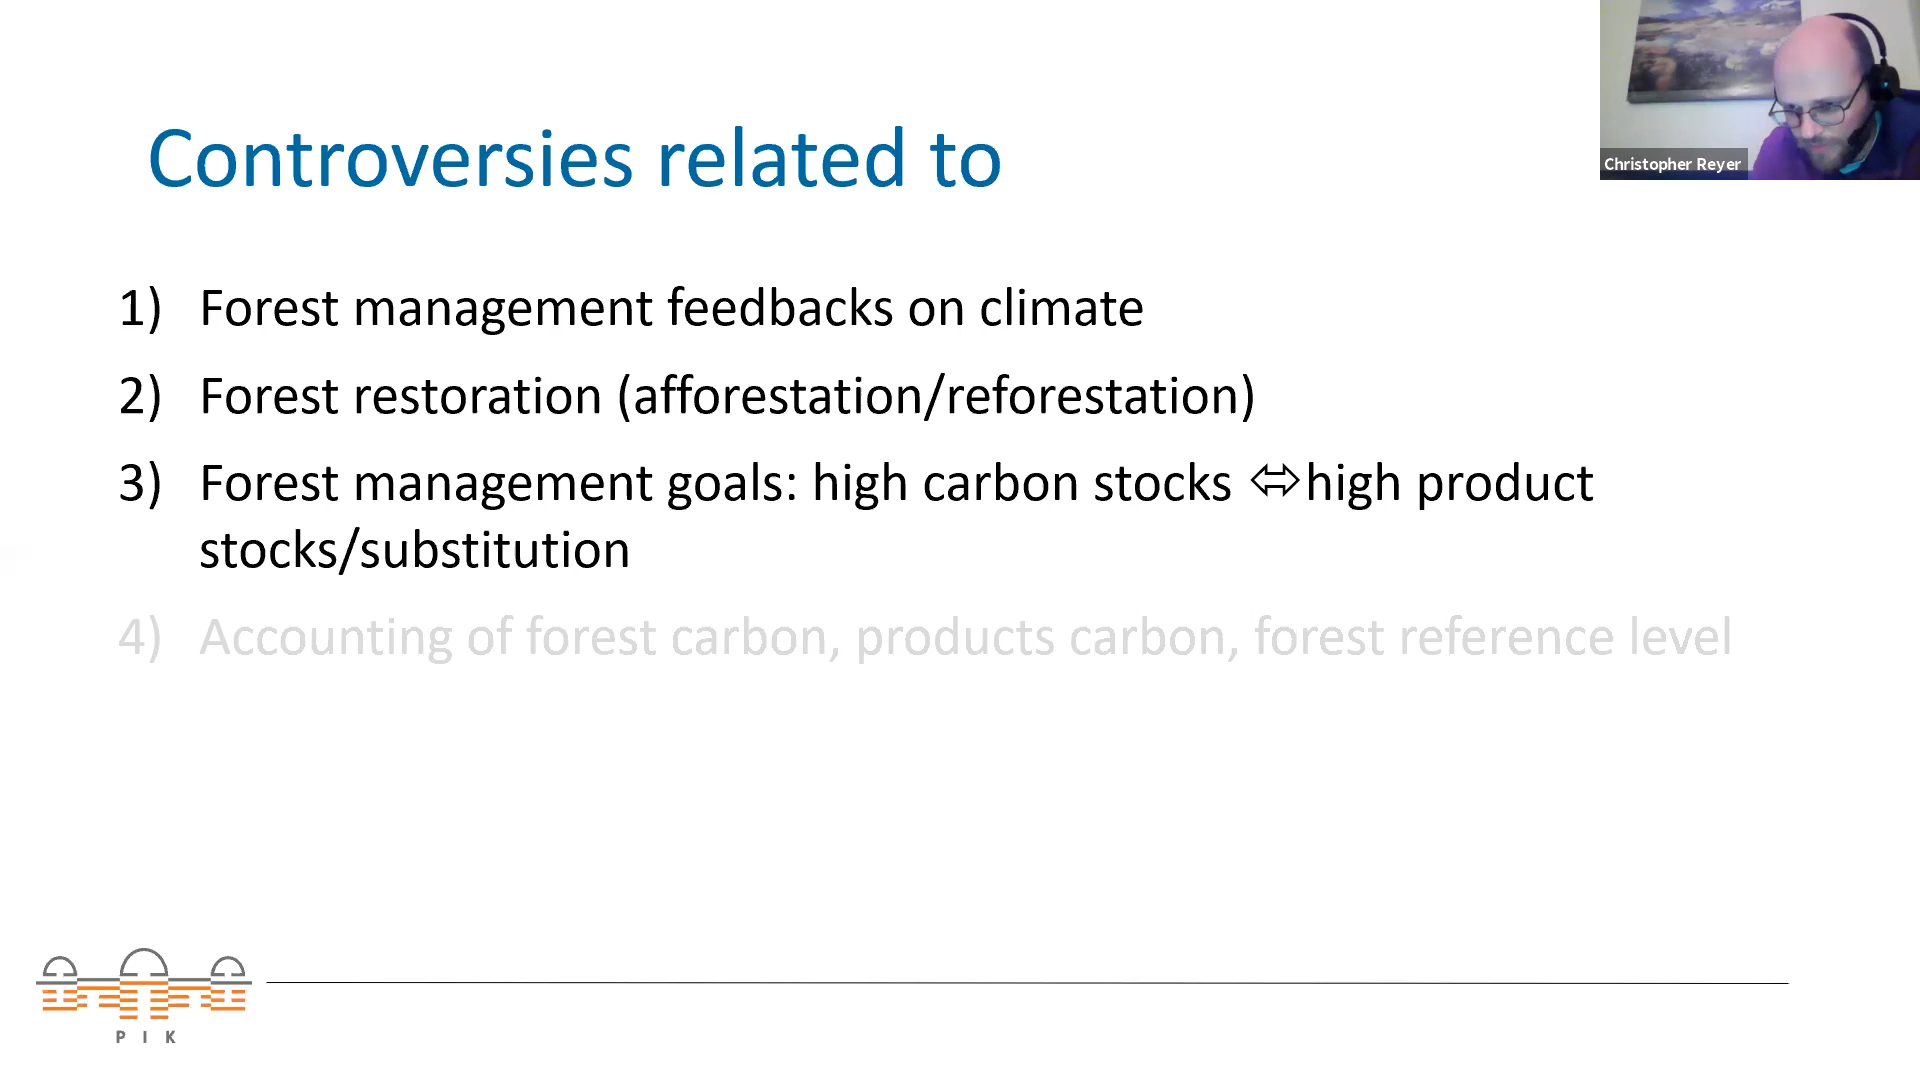 Controversies related to
Christopher Reyer
1) Forest management feedbacks on climate
2) Forest restoration (afforestation/reforestation)
3) Forest management goals: high carbon stocks ⬄high product
stocks/substitution
4) Accounting of forest carbon, products carbon, forest reference level
P I K